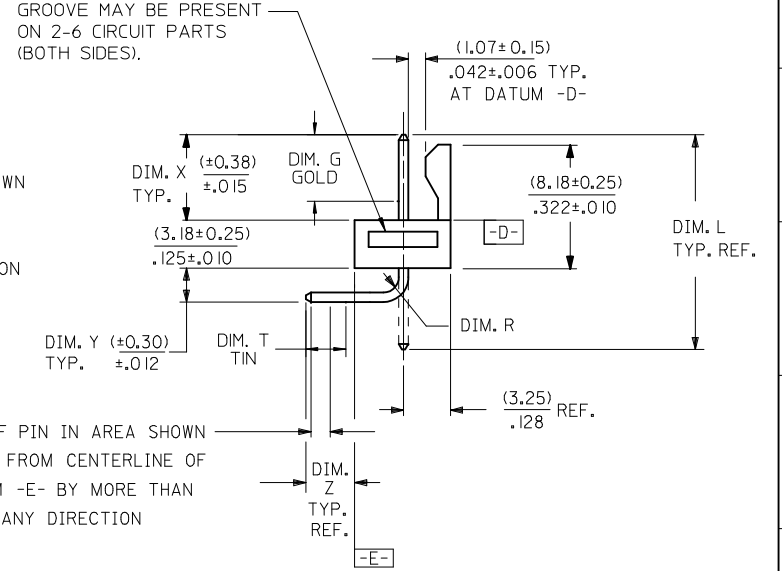 GROOVE MAY BE PRESENT
ON 2-6 CIRCUIT PARTS
(BOTH SIDES).
(1.07±0.15)
.042±.006 TYP.
AT DATUM -D-
DIM. X (±0.38)
±.015
TYP.
DIM. G
GOLD
WN
(8.18±0.25)
.322±.010
(3.18±0.25)
.125±.010
-D-
DIM. L
TYP. REF.
ON
DIM. R
DIM. Y (±0.30)
TYP. ±.012
DIM. T
TIN
(3.25)
.128 REF.
F PIN IN AREA SHOWN
FROM CENTERLINE OF
-E- BY MORE THAN
ANY DIRECTION
DIM.
Z
TYP.
REF.
-E-